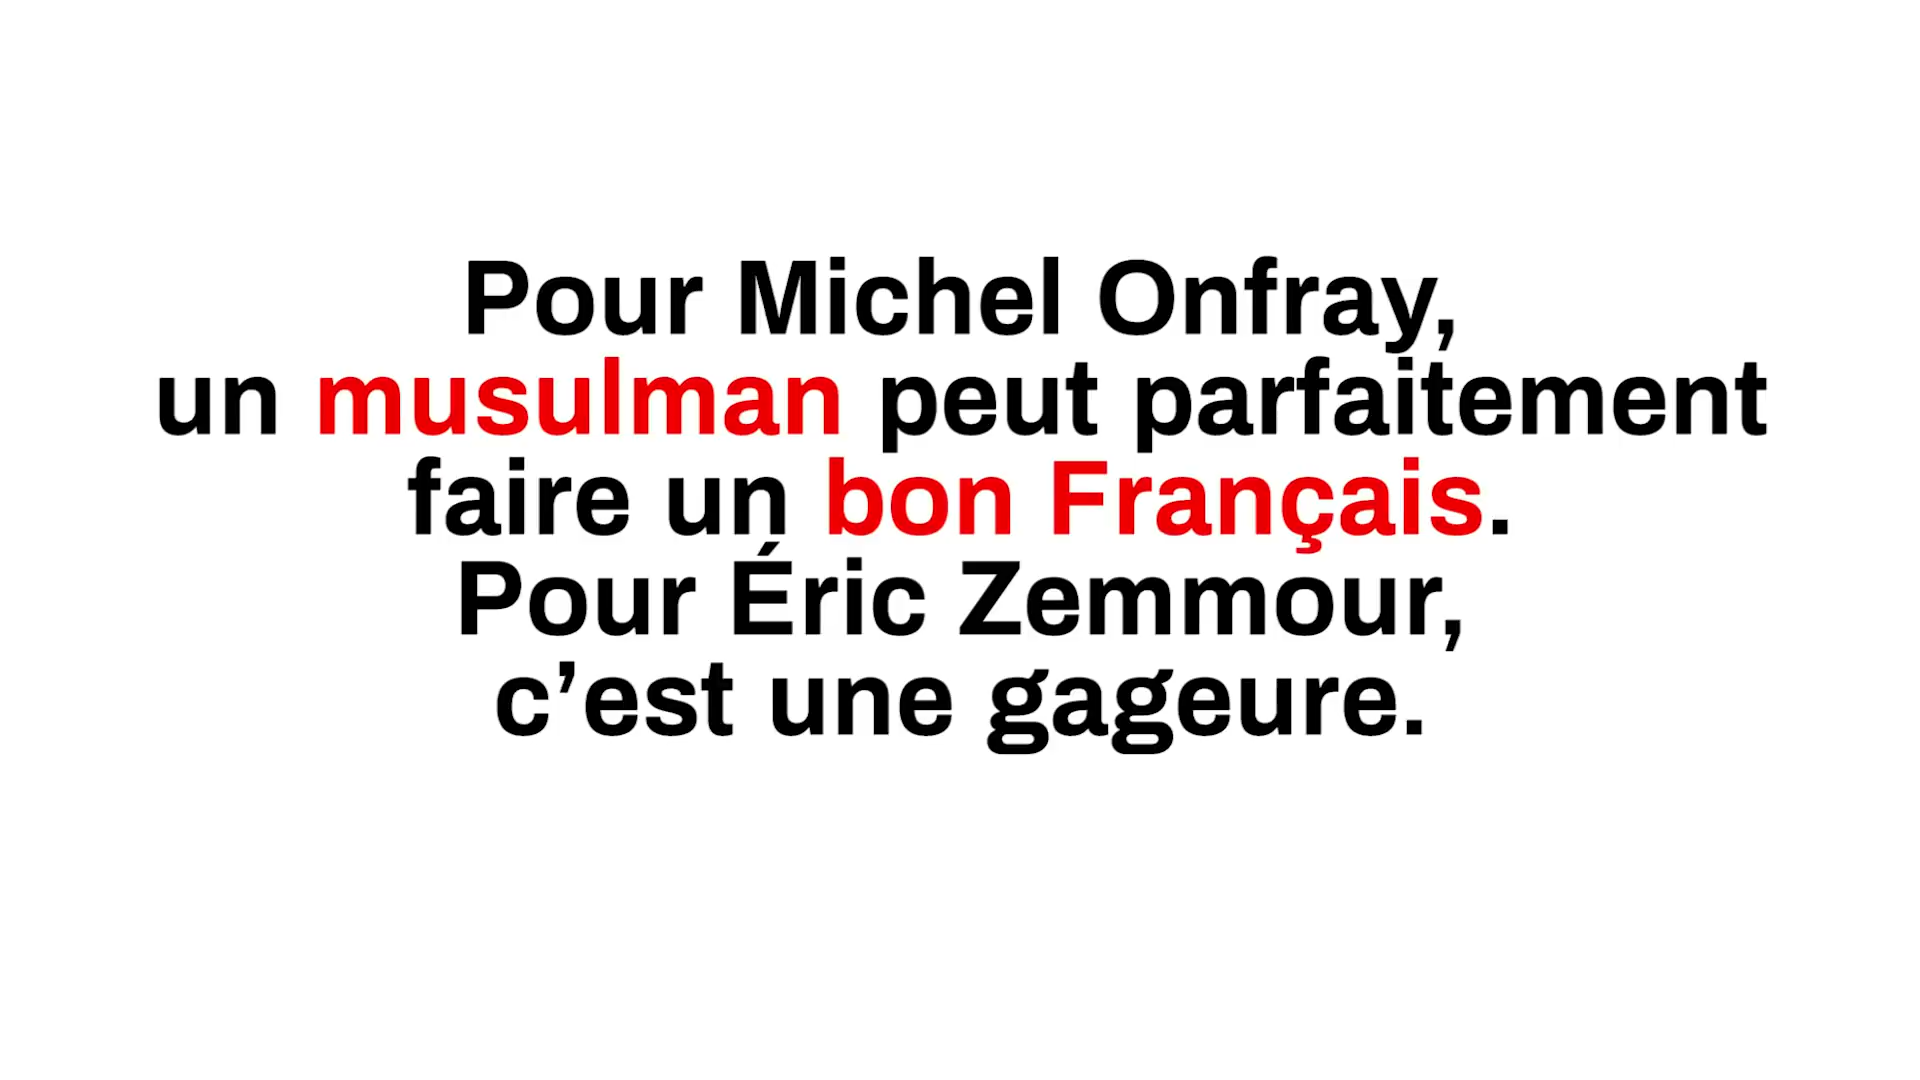 Pour Michel Onfray,
un musulman peut parfaitement
faire un bon Français.
Pour Éric Zemmour,
c’est une gageure.